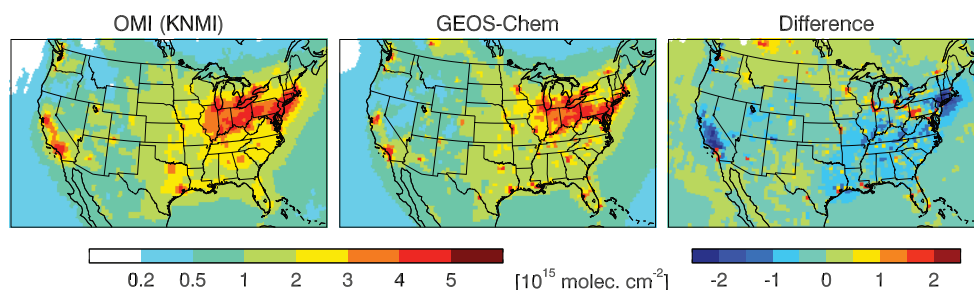 OMI (KNMI) GEOS-Chem Difference
0.2 0.5 1 2 3 4 5 [10¹⁵ molec. cm⁻²] -2 -1 0 1 2